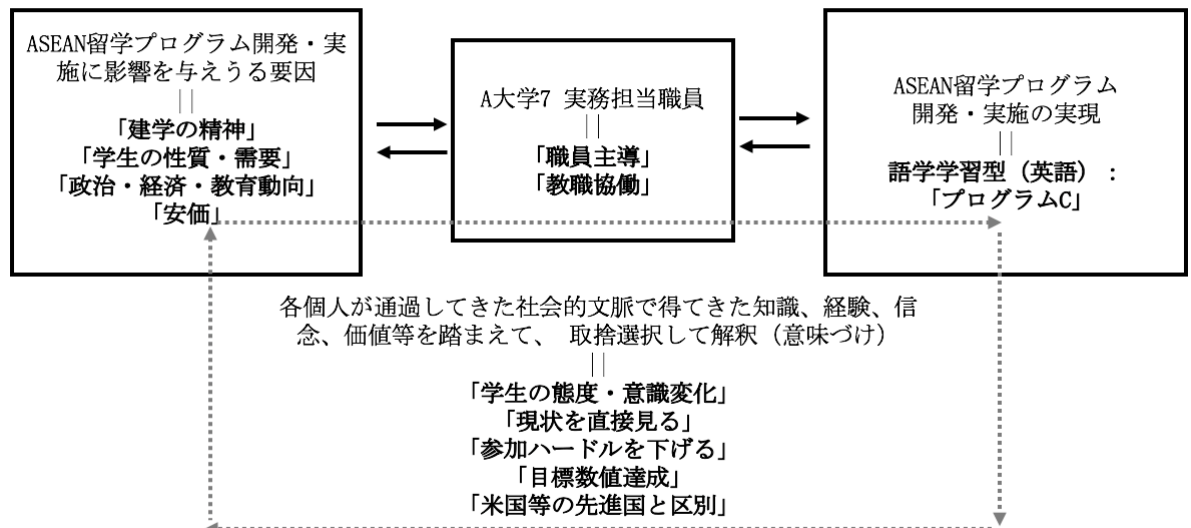 ASEAN留学プログラム開発・実
施に影響を与えうる要因
||
「建学の精神」
「学生の性質・需要」
「政治・経済・教育動向」
「安価」
A大学7 実務担当職員
||
「職員主導」
「教職協働」
ASEAN留学プログラム
開発・実施の実現
||
語学学習型（英語）：
「プログラムC」
各個人が通過してきた社会的文脈で得てきた知識、経験、信
念、価値等を踏まえて、 取捨選択して解釈（意味づけ）
||
「学生の態度・意識変化」
「現状を直接見る」
「参加ハードルを下げる」
「目標数値達成」
「米国等の先進国と区別」